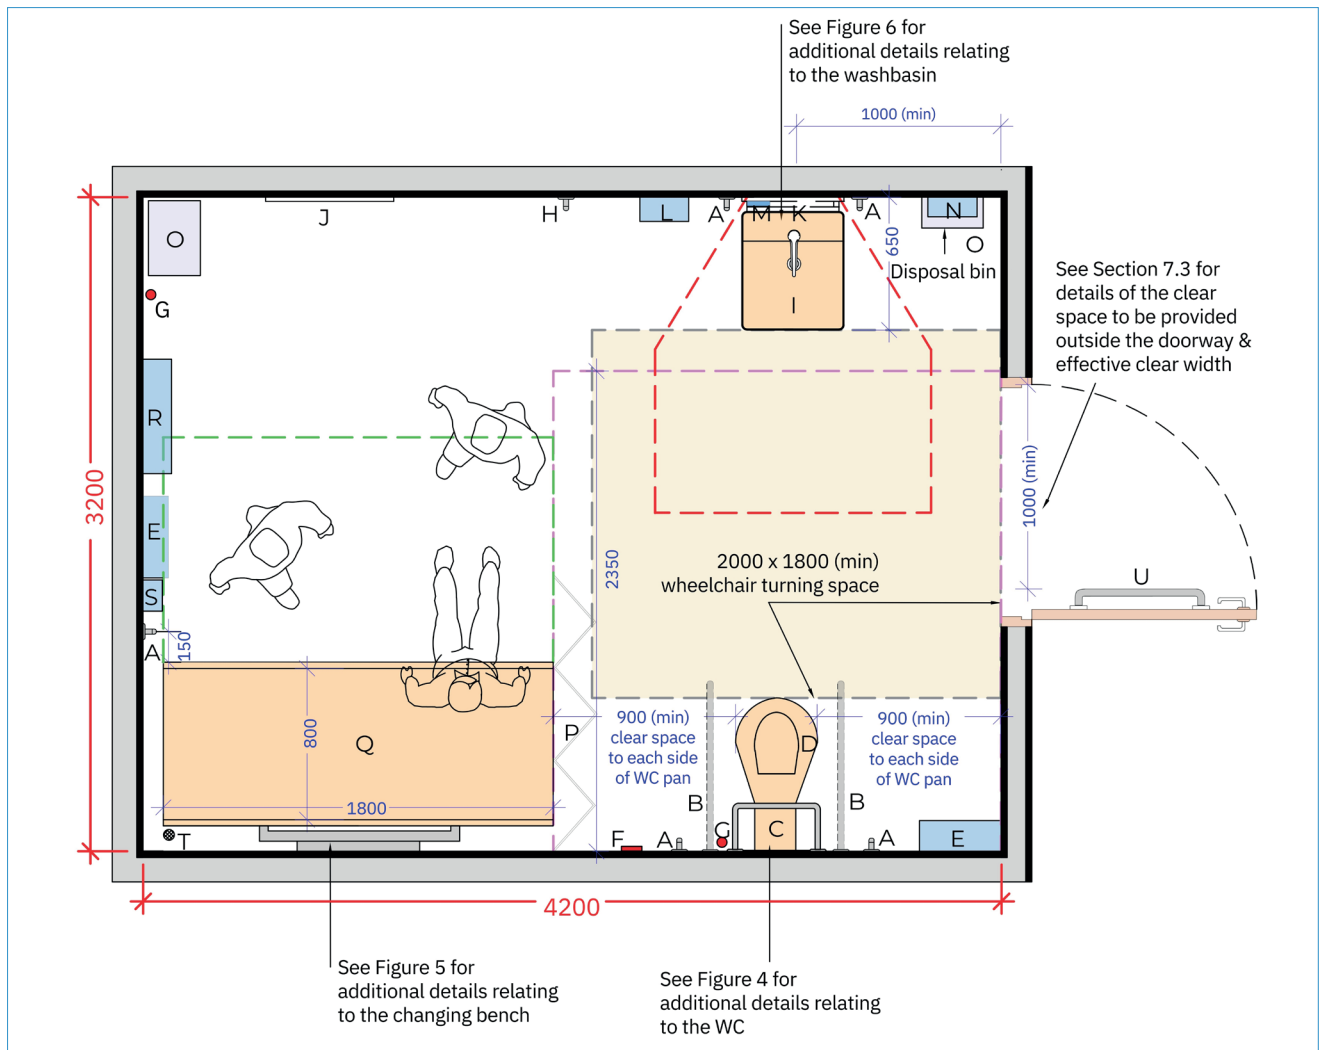 See Figure 6 for
additional details relating
to the washbasin
1000 (min)
O
J
H
L
A
M
K
A
N
650
O
Disposal bin
G
I
See Section 7.3 for
details of the clear
space to be provided
outside the doorway &
effective clear width
R
3200
E
1000 (min)
2350
2000 x 1800 (min)
wheelchair turning space
U
S
A
150
Q
800
P
900 (min)
clear space
to each side
of WC pan
D
900 (min)
clear space
to each side
of WC pan
1800
B
B
T
F
A
G
C
A
E
4200
See Figure 5 for
additional details relating
to the changing bench
See Figure 4 for
additional details relating
to the WC